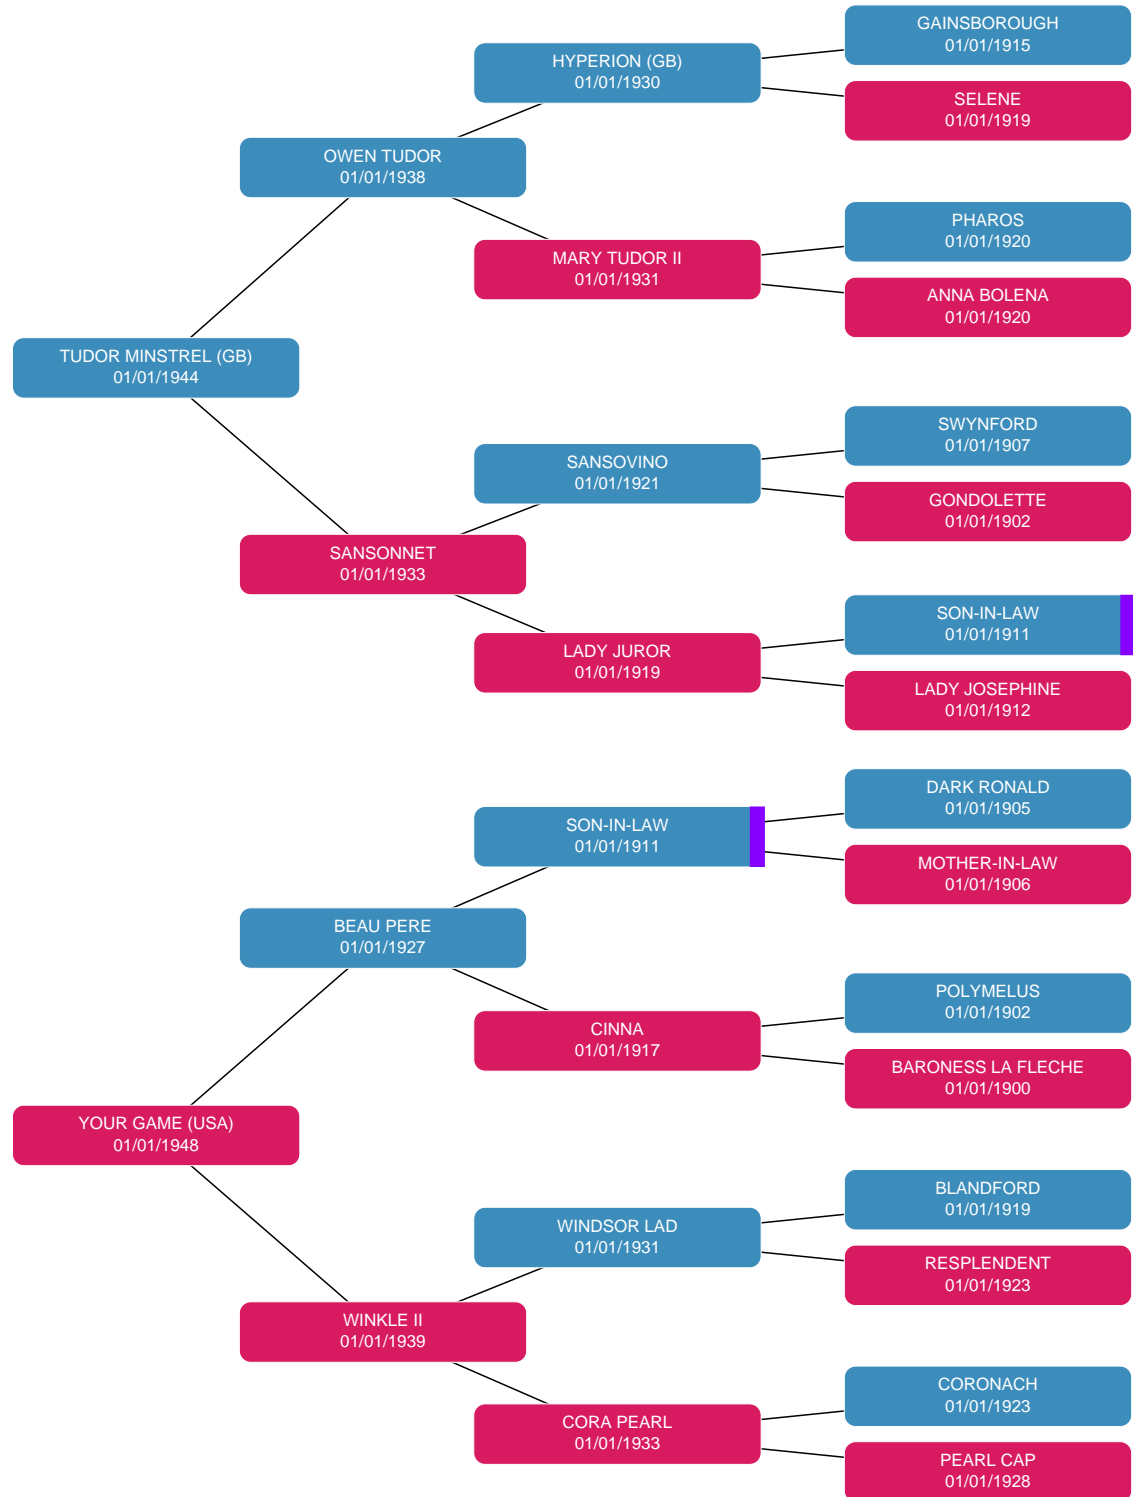 GAINSBOROUGH
01/01/1915
HYPERION (GB)
01/01/1930
SELENE
01/01/1919
OWEN TUDOR
01/01/1938
PHAROS
01/01/1920
MARY TUDOR II
01/01/1931
ANNA BOLENA
01/01/1920
TUDOR MINSTREL (GB)
01/01/1944
SWYNFORD
01/01/1907
SANSOVINO
01/01/1921
GONDOLETTE
01/01/1902
SANSONNET
01/01/1933
SON-IN-LAW
01/01/1911
LADY JUROR
01/01/1919
LADY JOSEPHINE
01/01/1912
DARK RONALD
01/01/1905
SON-IN-LAW
01/01/1911
MOTHER-IN-LAW
01/01/1906
BEAU PERE
01/01/1927
POLYMELUS
01/01/1902
CINNA
01/01/1917
BARONESS LA FLECHE
01/01/1900
YOUR GAME (USA)
01/01/1948
BLANDFORD
01/01/1919
WINDSOR LAD
01/01/1931
RESPLENDENT
01/01/1923
WINKLE II
01/01/1939
CORONACH
01/01/1923
CORA PEARL
01/01/1933
PEARL CAP
01/01/1928